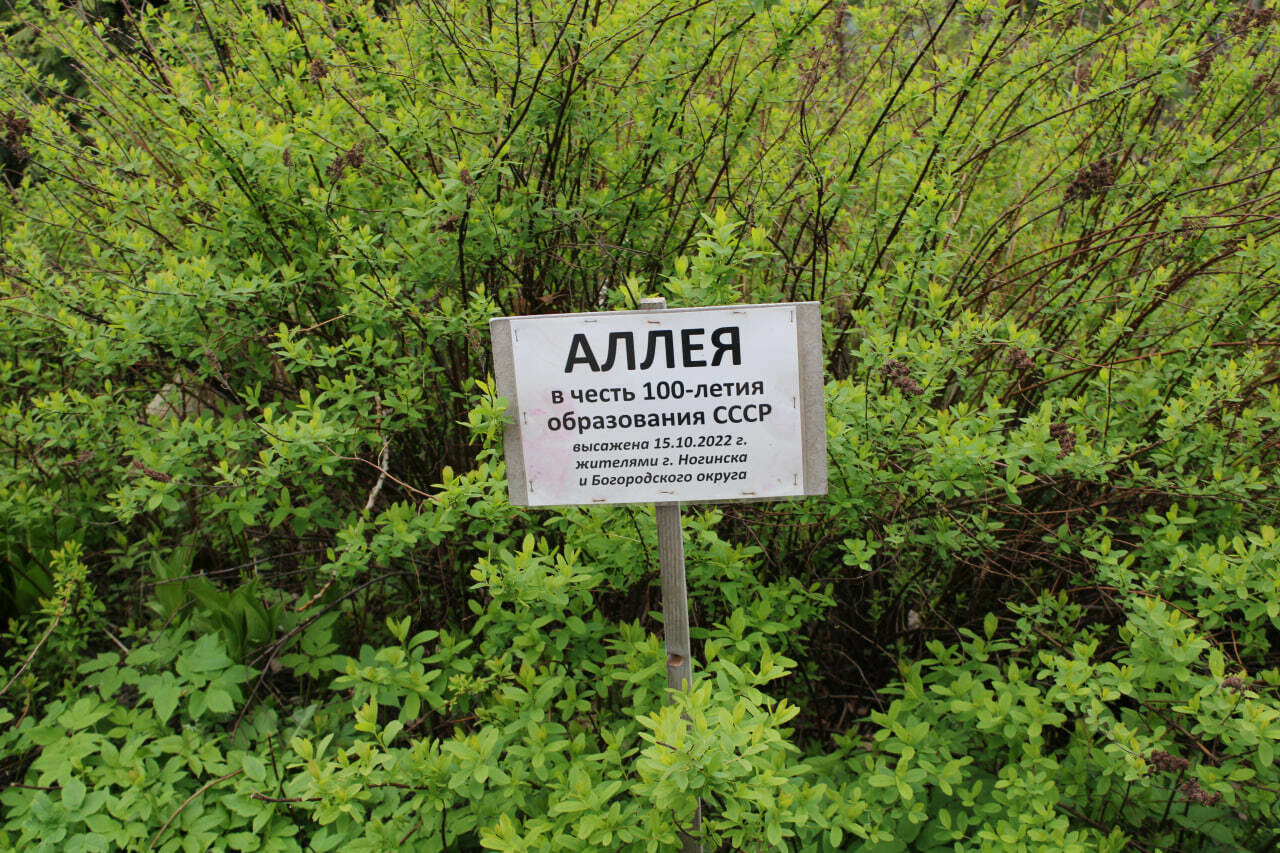 АЛЛЕЯ
в честь 100-летия
образования СССР
высажена 15.10.2022 г.
жителями г. Ногинска
и Богородского округа